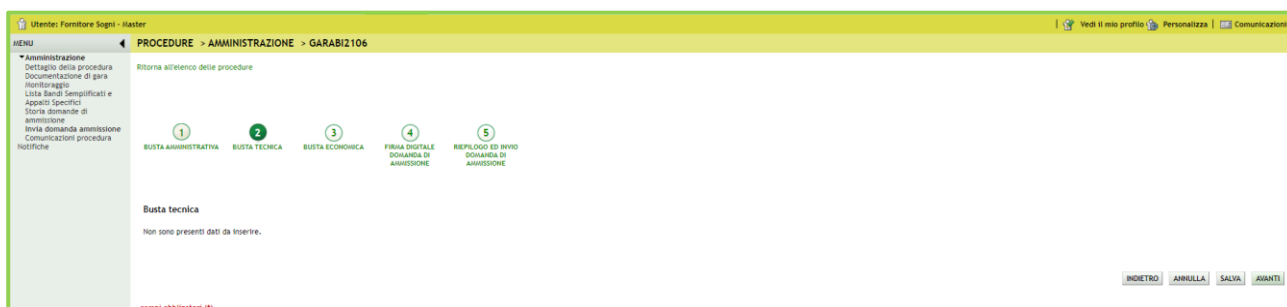 Utente: Fornitore Sogni - Master
Vedi il mio profilo Personalizza | Comunicazioni
MENU
PROCEDURE > AMMINISTRAZIONE > GARABI2106
Amministrazione
Dettaglio della procedura
Documentazione di gara
Monitoraggio
Lista Bandi Semplificati e
Appalti Specifici
Storia domande di
ammissione
Invia domanda ammissione
Comunicazioni procedura
Notifiche
Ritorna all'elenco delle procedure
1 2 3 4 5
BUSTA AMMINISTRATIVA BUSTA TECNICA BUSTA ECONOMICA FIRMA DIGITALE RIEPILOGO ED INVIO
DOMANDA DI DOMANDA DI
AMMISSIONE AMMISSIONE
Busta tecnica
Non sono presenti dati da inserire.
INDIETRO ANNULLA SALVA AVANTI